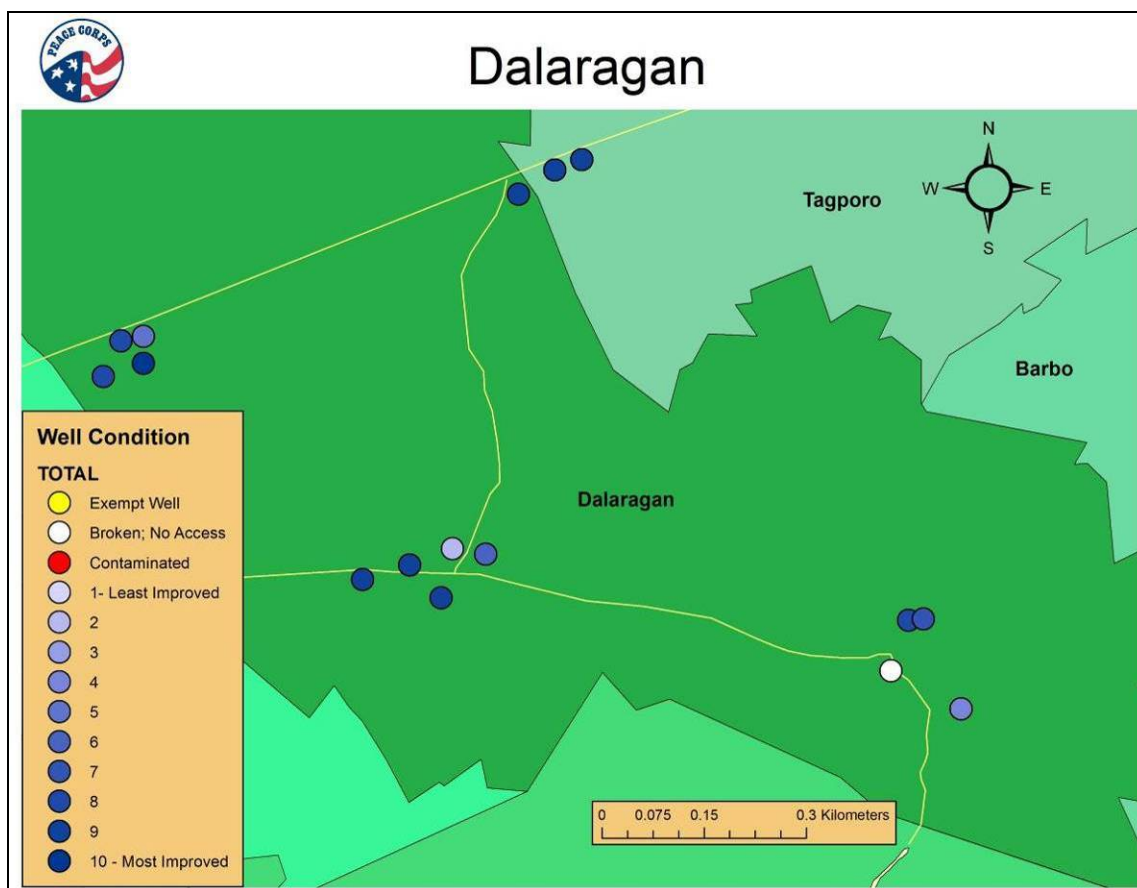 PEACE CORPS
Dalaragan
N
W E
S
Tagporo
Barbo
Dalaragan
Well Condition
TOTAL
Exempt Well
Broken; No Access
Contaminated
1- Least Improved
2
3
4
5
6
7
8
9
10 - Most Improved
0 0.075 0.15 0.3 Kilometers